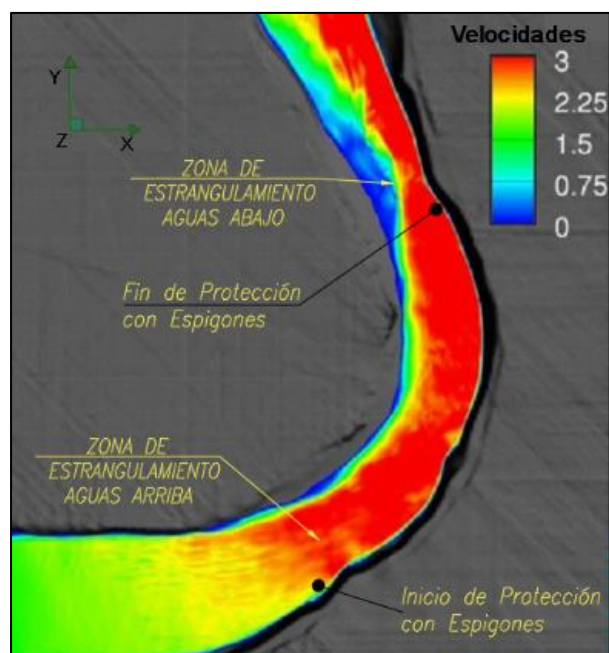 Velocidades
3
2.25
1.5
0.75
0
Y
Z
X
ZONA DE
ESTRANGULAMIENTO
AGUAS ABAJO
Fin de Protección
con Espigones
ZONA DE
ESTRANGULAMIENTO
AGUAS ARRIBA
Inicio de Protección
con Espigones